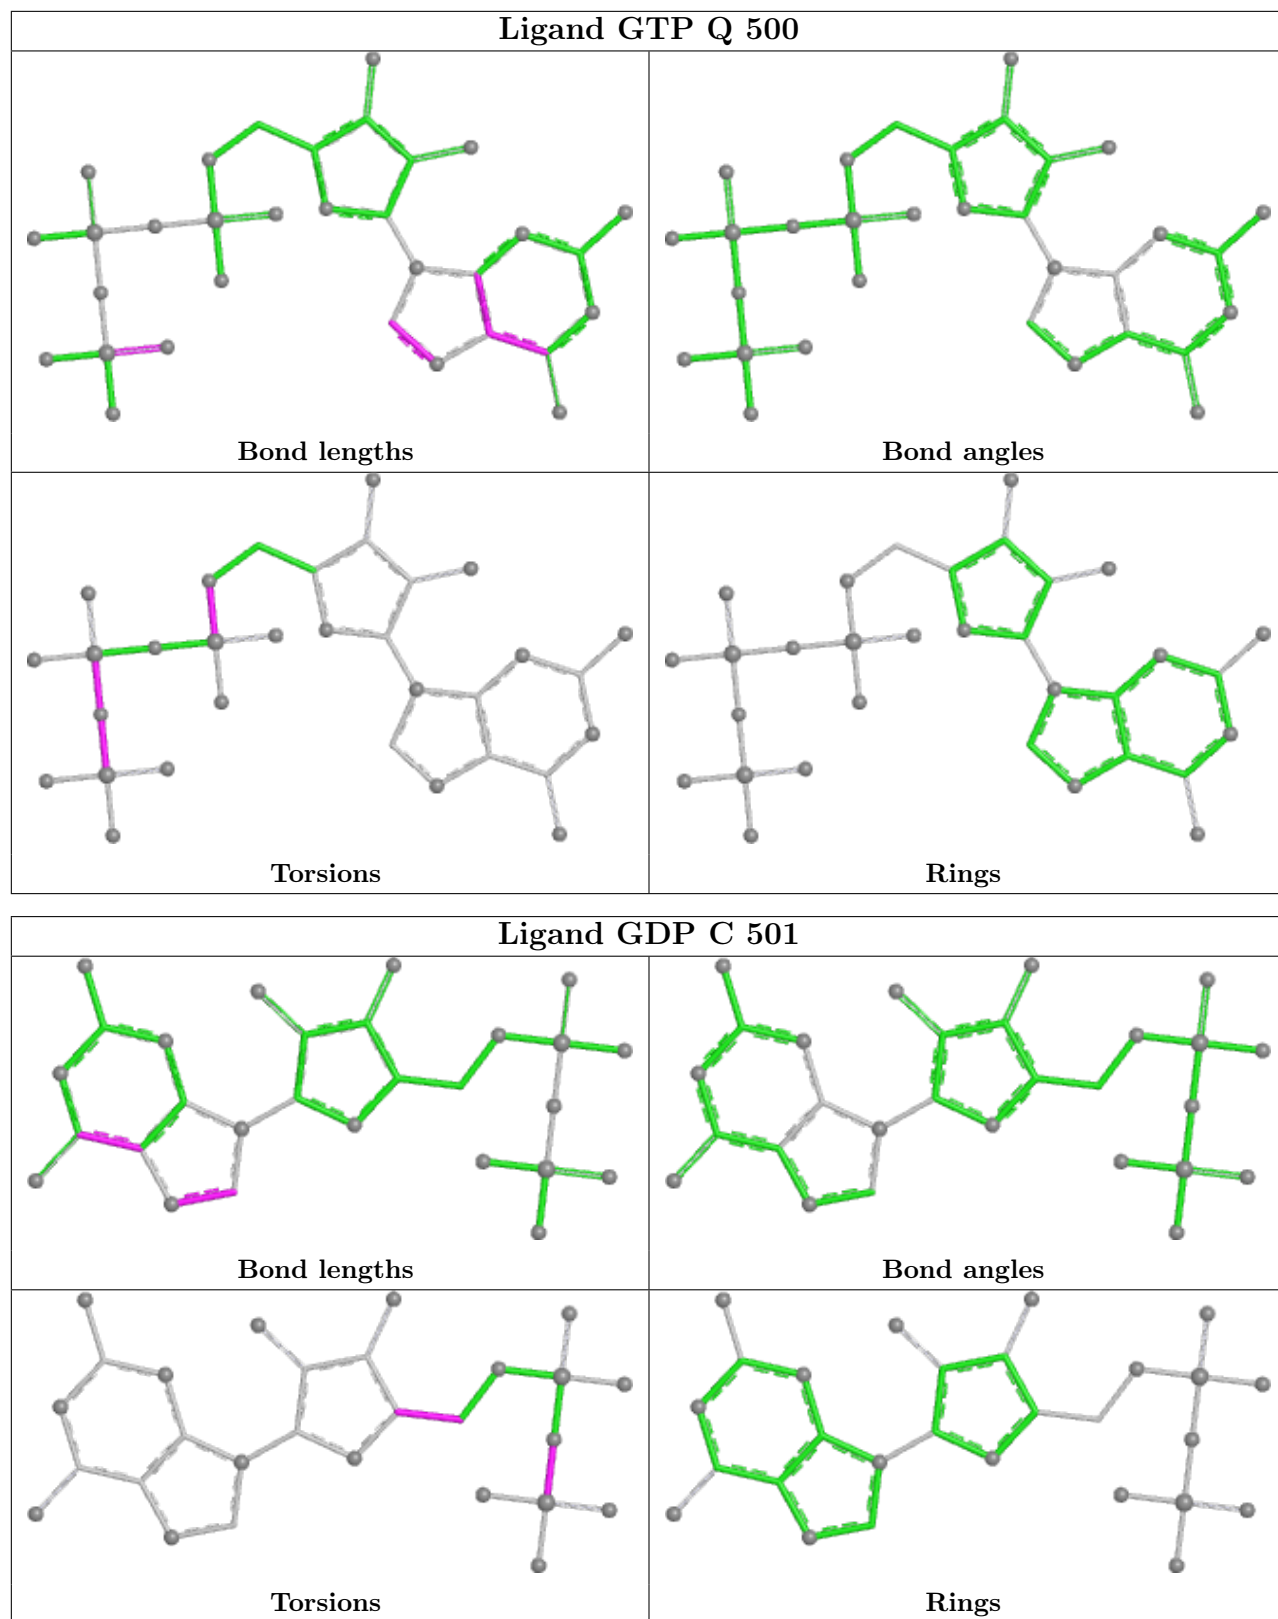 Ligand GTP Q 500
Bond lengths
Bond angles
Torsions
Rings
Ligand GDP C 501
Bond lengths
Bond angles
Torsions
Rings